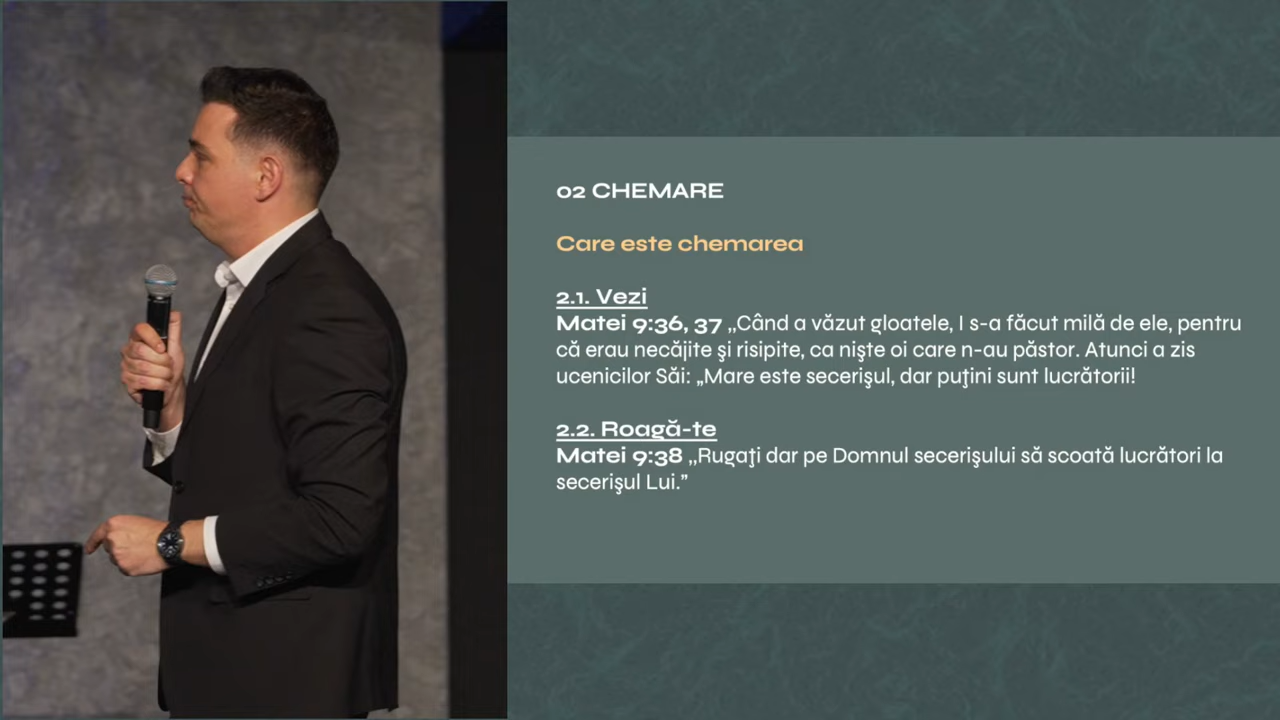 02 CHEMARE
Care este chemarea
2.1. Vezi
Matei 9:36, 37 „Când a văzut gloatele, I s-a făcut milă de ele, pentru
că erau necăjite şi risipite, ca nişte oi care n-au păstor. Atunci a zis
ucenicilor Săi: „Mare este secerişul, dar puţini sunt lucrătorii!
2.2. Roagă-te
Matei 9:38 „Rugaţi dar pe Domnul secerişului să scoată lucrători la
secerişul Lui.”